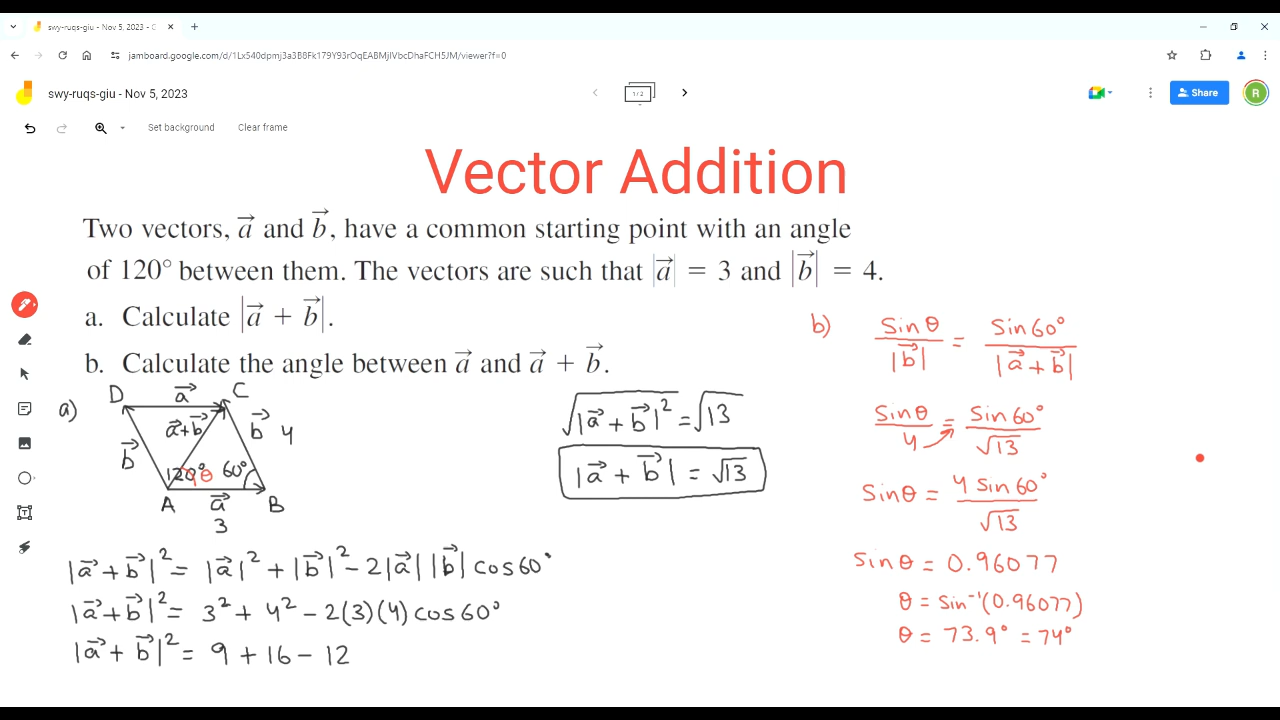 swy-ruqs-giu - Nov 5, 2023 - C
jamboard.google.com/d/1Lx540dpmj3a3B8Fk179Y93rOqEABMjIVbcDhaFCH5JM/viewer?f=0
swy-ruqs-giu - Nov 5, 2023
1 / 2
Share
R
Set background
Clear frame
Vector Addition
Two vectors, a⃗ and b⃗, have a common starting point with an angle
of 120° between them. The vectors are such that |a⃗| = 3 and |b⃗| = 4.
a. Calculate |a⃗ + b⃗|.
b. Calculate the angle between a⃗ and a⃗ + b⃗.
a)
D
a⃗
C
a⃗+b⃗
b⃗
b⃗ 4
120° θ 60°
A
a⃗
B
3
|a⃗ + b⃗|² = |a⃗|² + |b⃗|² − 2|a⃗| |b⃗| cos60°
|a⃗ + b⃗|² = 3² + 4² − 2(3)(4) cos60°
|a⃗ + b⃗|² = 9 + 16 − 12
√|a⃗ + b⃗|² = √13
|a⃗ + b⃗| = √13
b)
Sinθ / |b⃗| = Sin60° / |a⃗ + b⃗|
Sinθ / 4 = Sin60° / √13
Sinθ = 4 Sin60° / √13
Sinθ = 0.96077
θ = Sin⁻¹(0.96077)
θ = 73.9° = 74°